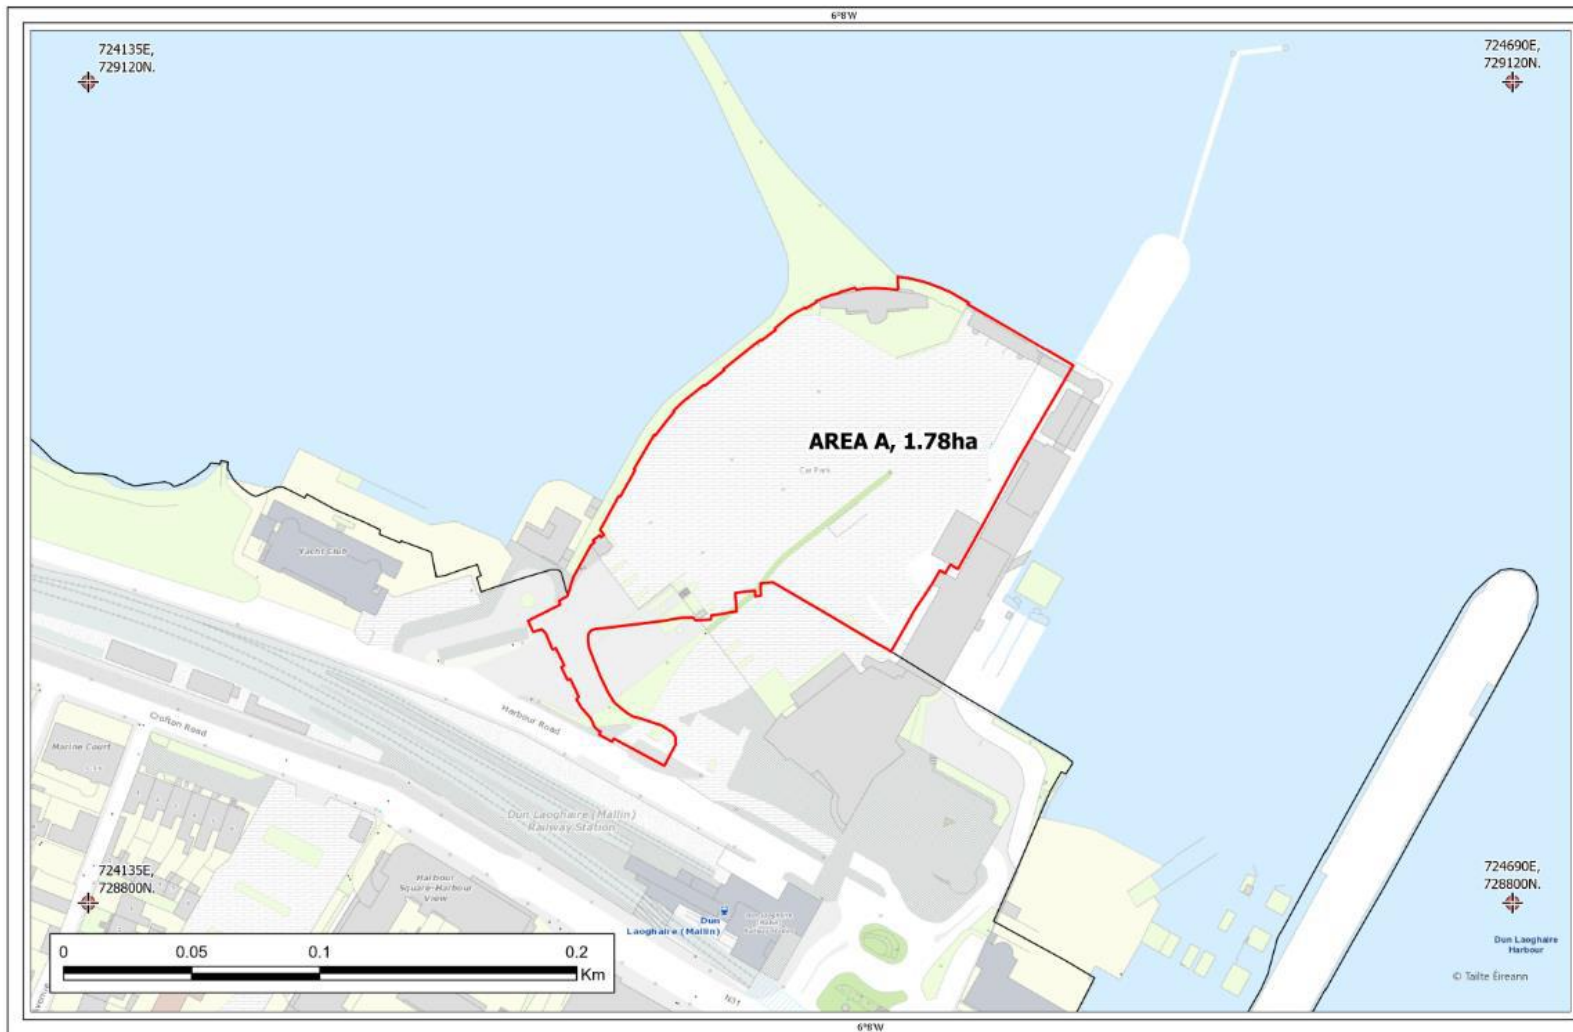 6°8'W
724135E,
729120N.
724690E,
729120N.
AREA A, 1.78ha
Car Park
Yacht Club
Harbour Road
Crofton Road
Marine Court
Dun Laoghaire (Mallin)
Railway Station
724135E,
728800N.
Harbour
Square-Harbour
View
Dun
Laoghaire (Mallin)
724690E,
728800N.
0 0.05 0.1 0.2
Km
N31
Dun Laoghaire
Harbour
© Tailte Éireann
6°8'W